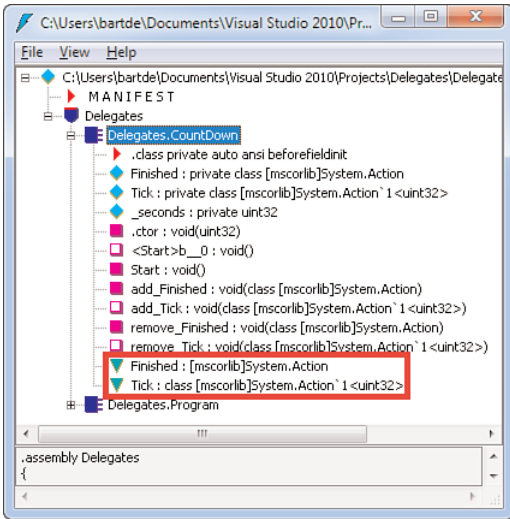 C:\Users\bartde\Documents\Visual Studio 2010\Pr...
File View Help
C:\Users\bartde\Documents\Visual Studio 2010\Projects\Delegates\Delegate
MANIFEST
Delegates
Delegates.CountDown
.class private auto ansi beforefieldinit
Finished : private class [mscorlib]System.Action
Tick : private class [mscorlib]System.Action`1<uint32>
_seconds : private uint32
.ctor : void(uint32)
<Start>b__0 : void()
Start : void()
add_Finished : void(class [mscorlib]System.Action)
add_Tick : void(class [mscorlib]System.Action`1<uint32>)
remove_Finished : void(class [mscorlib]System.Action)
remove_Tick : void(class [mscorlib]System.Action`1<uint32>)
Finished : [mscorlib]System.Action
Tick : class [mscorlib]System.Action`1<uint32>
Delegates.Program
.assembly Delegates
{